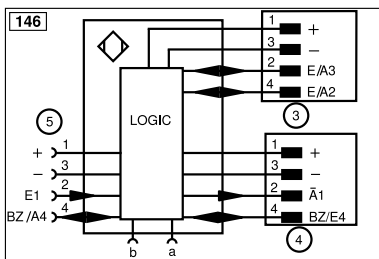 146
1 +
3 −
2 E/A3
4 E/A2
3
LOGIC
5
+ 1
− 3
E1 2
BZ/A4 4
1 +
3 −
2 Ā1
4 BZ/E4
4
b a